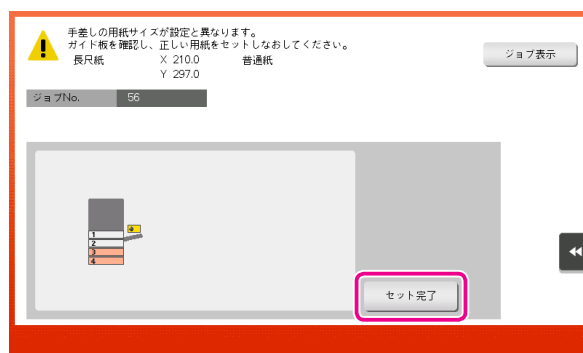 手差しの用紙サイズが設定と異なります。
ガイド板を確認し、正しい用紙をセットしなおしてください。
長尺紙 X 210.0 普通紙
Y 297.0
ジョブ表示
ジョブNo. 56
1
2
3
4
セット完了